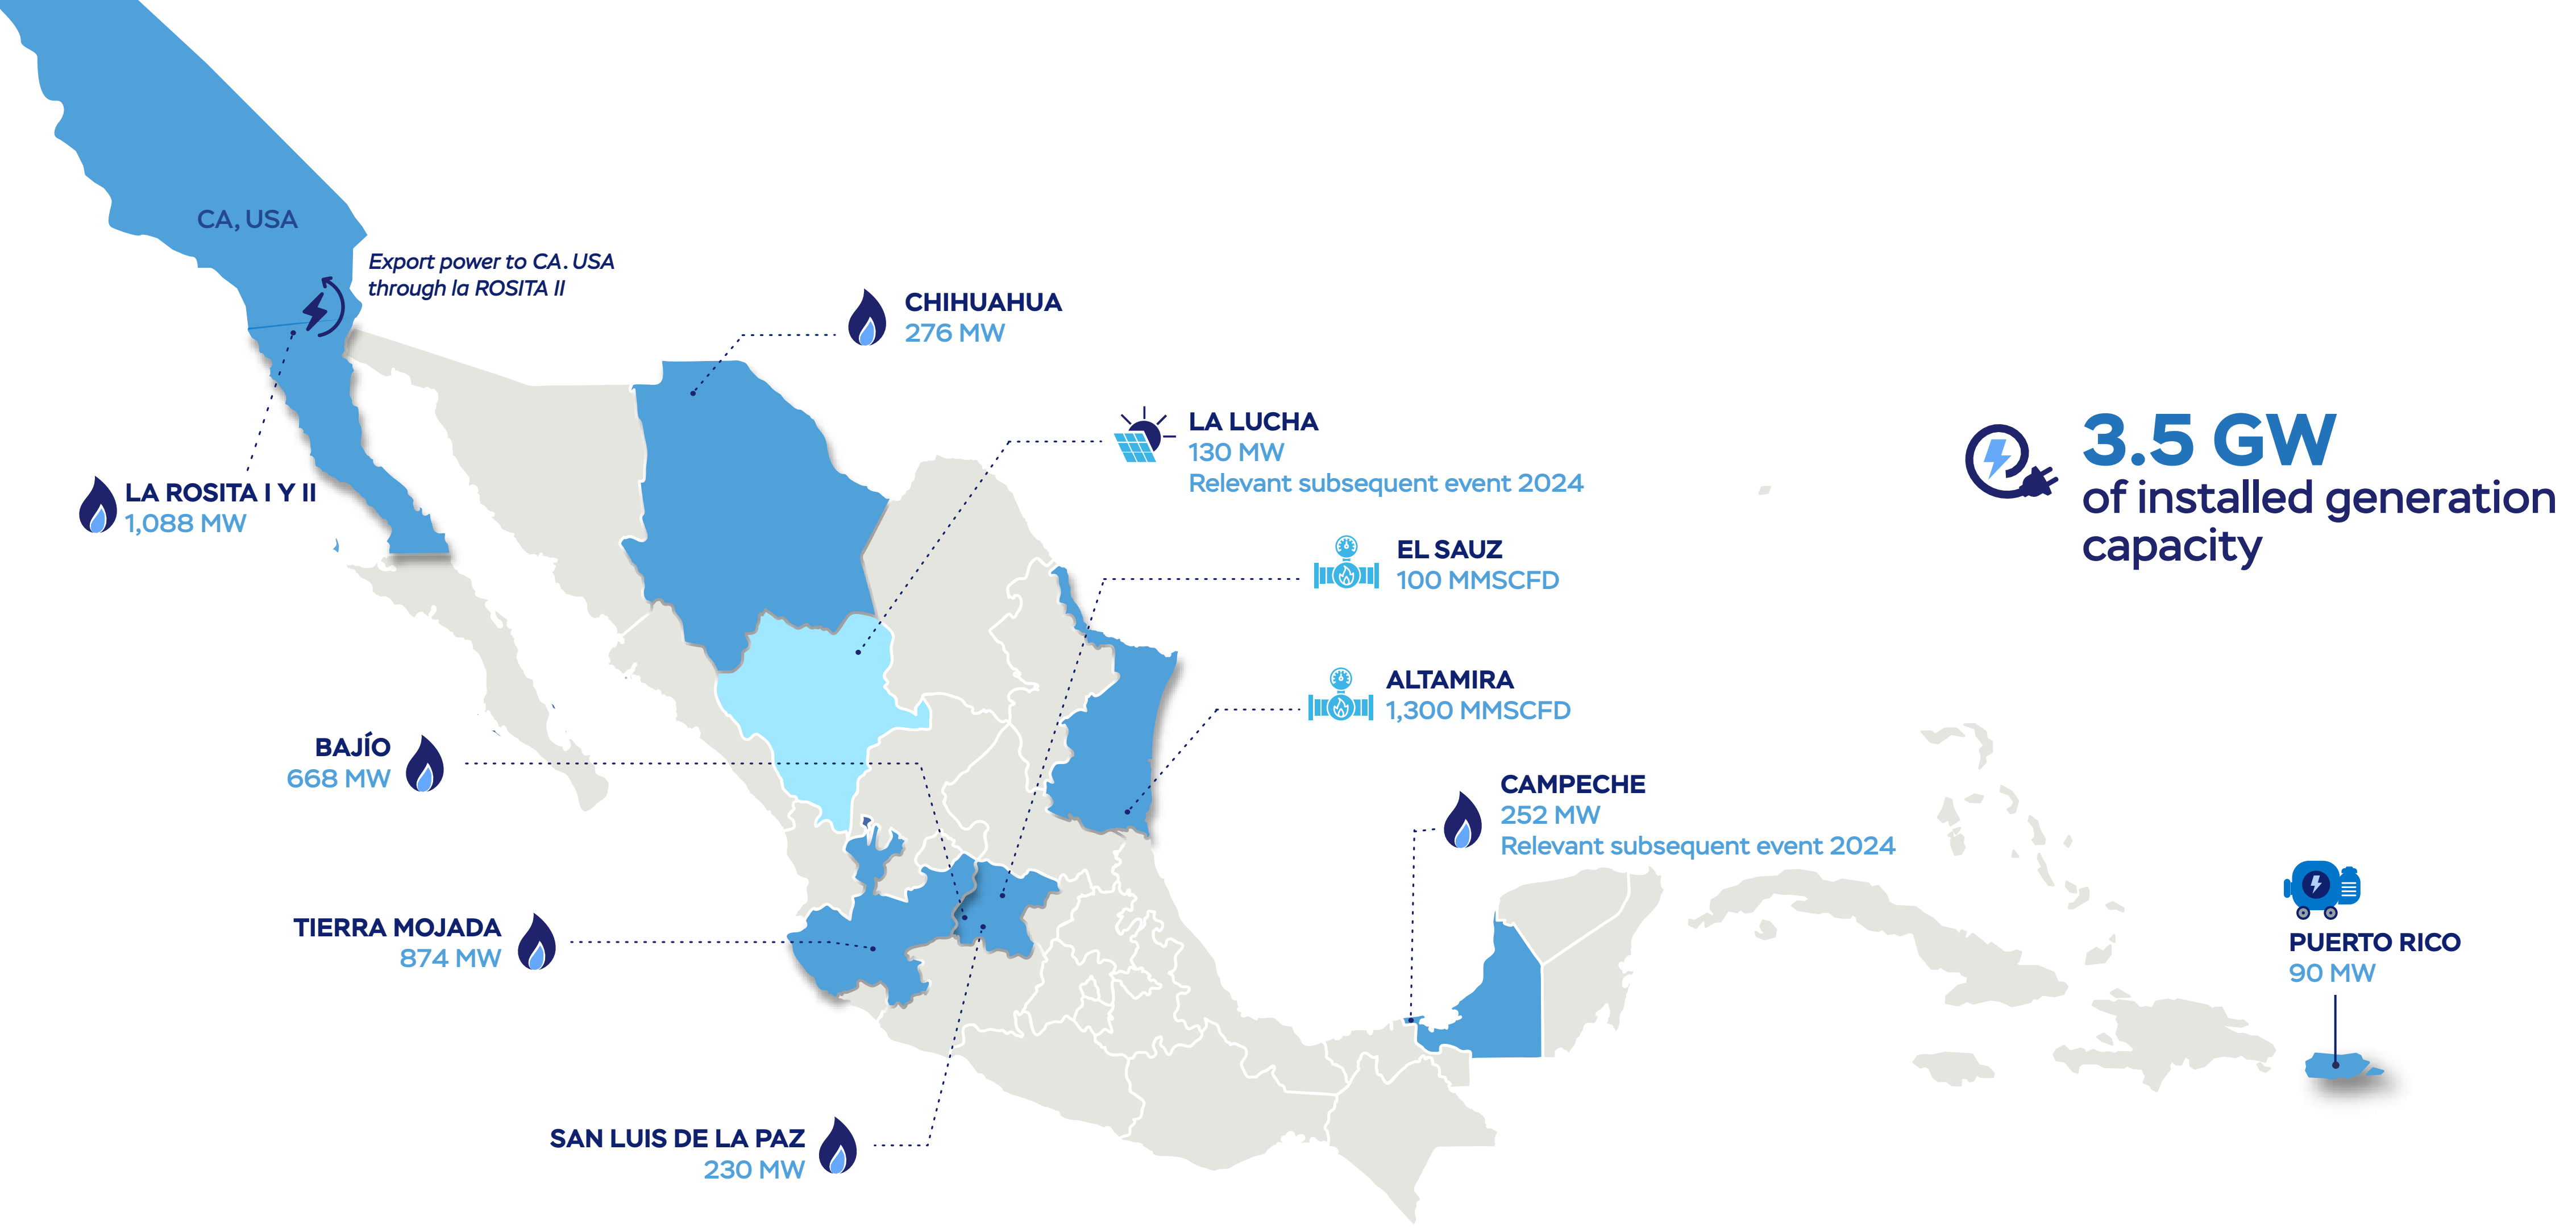 CA, USA
Export power to CA. USA
through la ROSITA II
CHIHUAHUA
276 MW
LA LUCHA
130 MW
Relevant subsequent event 2024
3.5 GW
of installed generation
capacity
LA ROSITA I Y II
1,088 MW
EL SAUZ
100 MMSCFD
ALTAMIRA
1,300 MMSCFD
BAJÍO
668 MW
CAMPECHE
252 MW
Relevant subsequent event 2024
TIERRA MOJADA
874 MW
PUERTO RICO
90 MW
SAN LUIS DE LA PAZ
230 MW